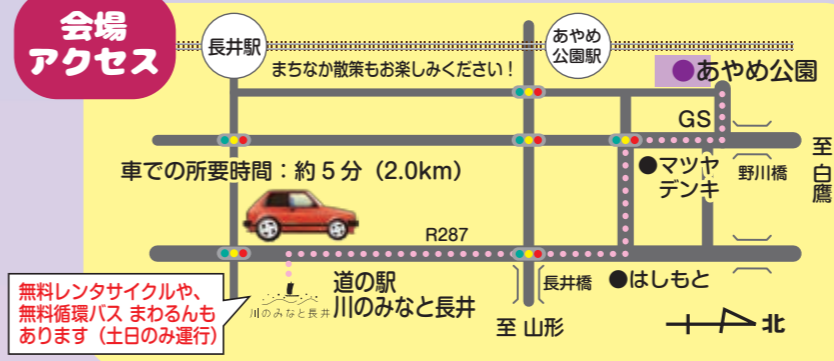 会場
アクセス
長井駅
あやめ
公園駅
まちなか散策もお楽しみください！
●あやめ公園
GS
至 白鷹
車での所要時間：約５分（2.0km）
●マツヤ
デンキ
野川橋
R287
道の駅
川のみなと長井
川のみなと長井
長井橋
●はしもと
無料レンタサイクルや、
無料循環バス まわるんも
あります（土日のみ運行）
至 山形
北